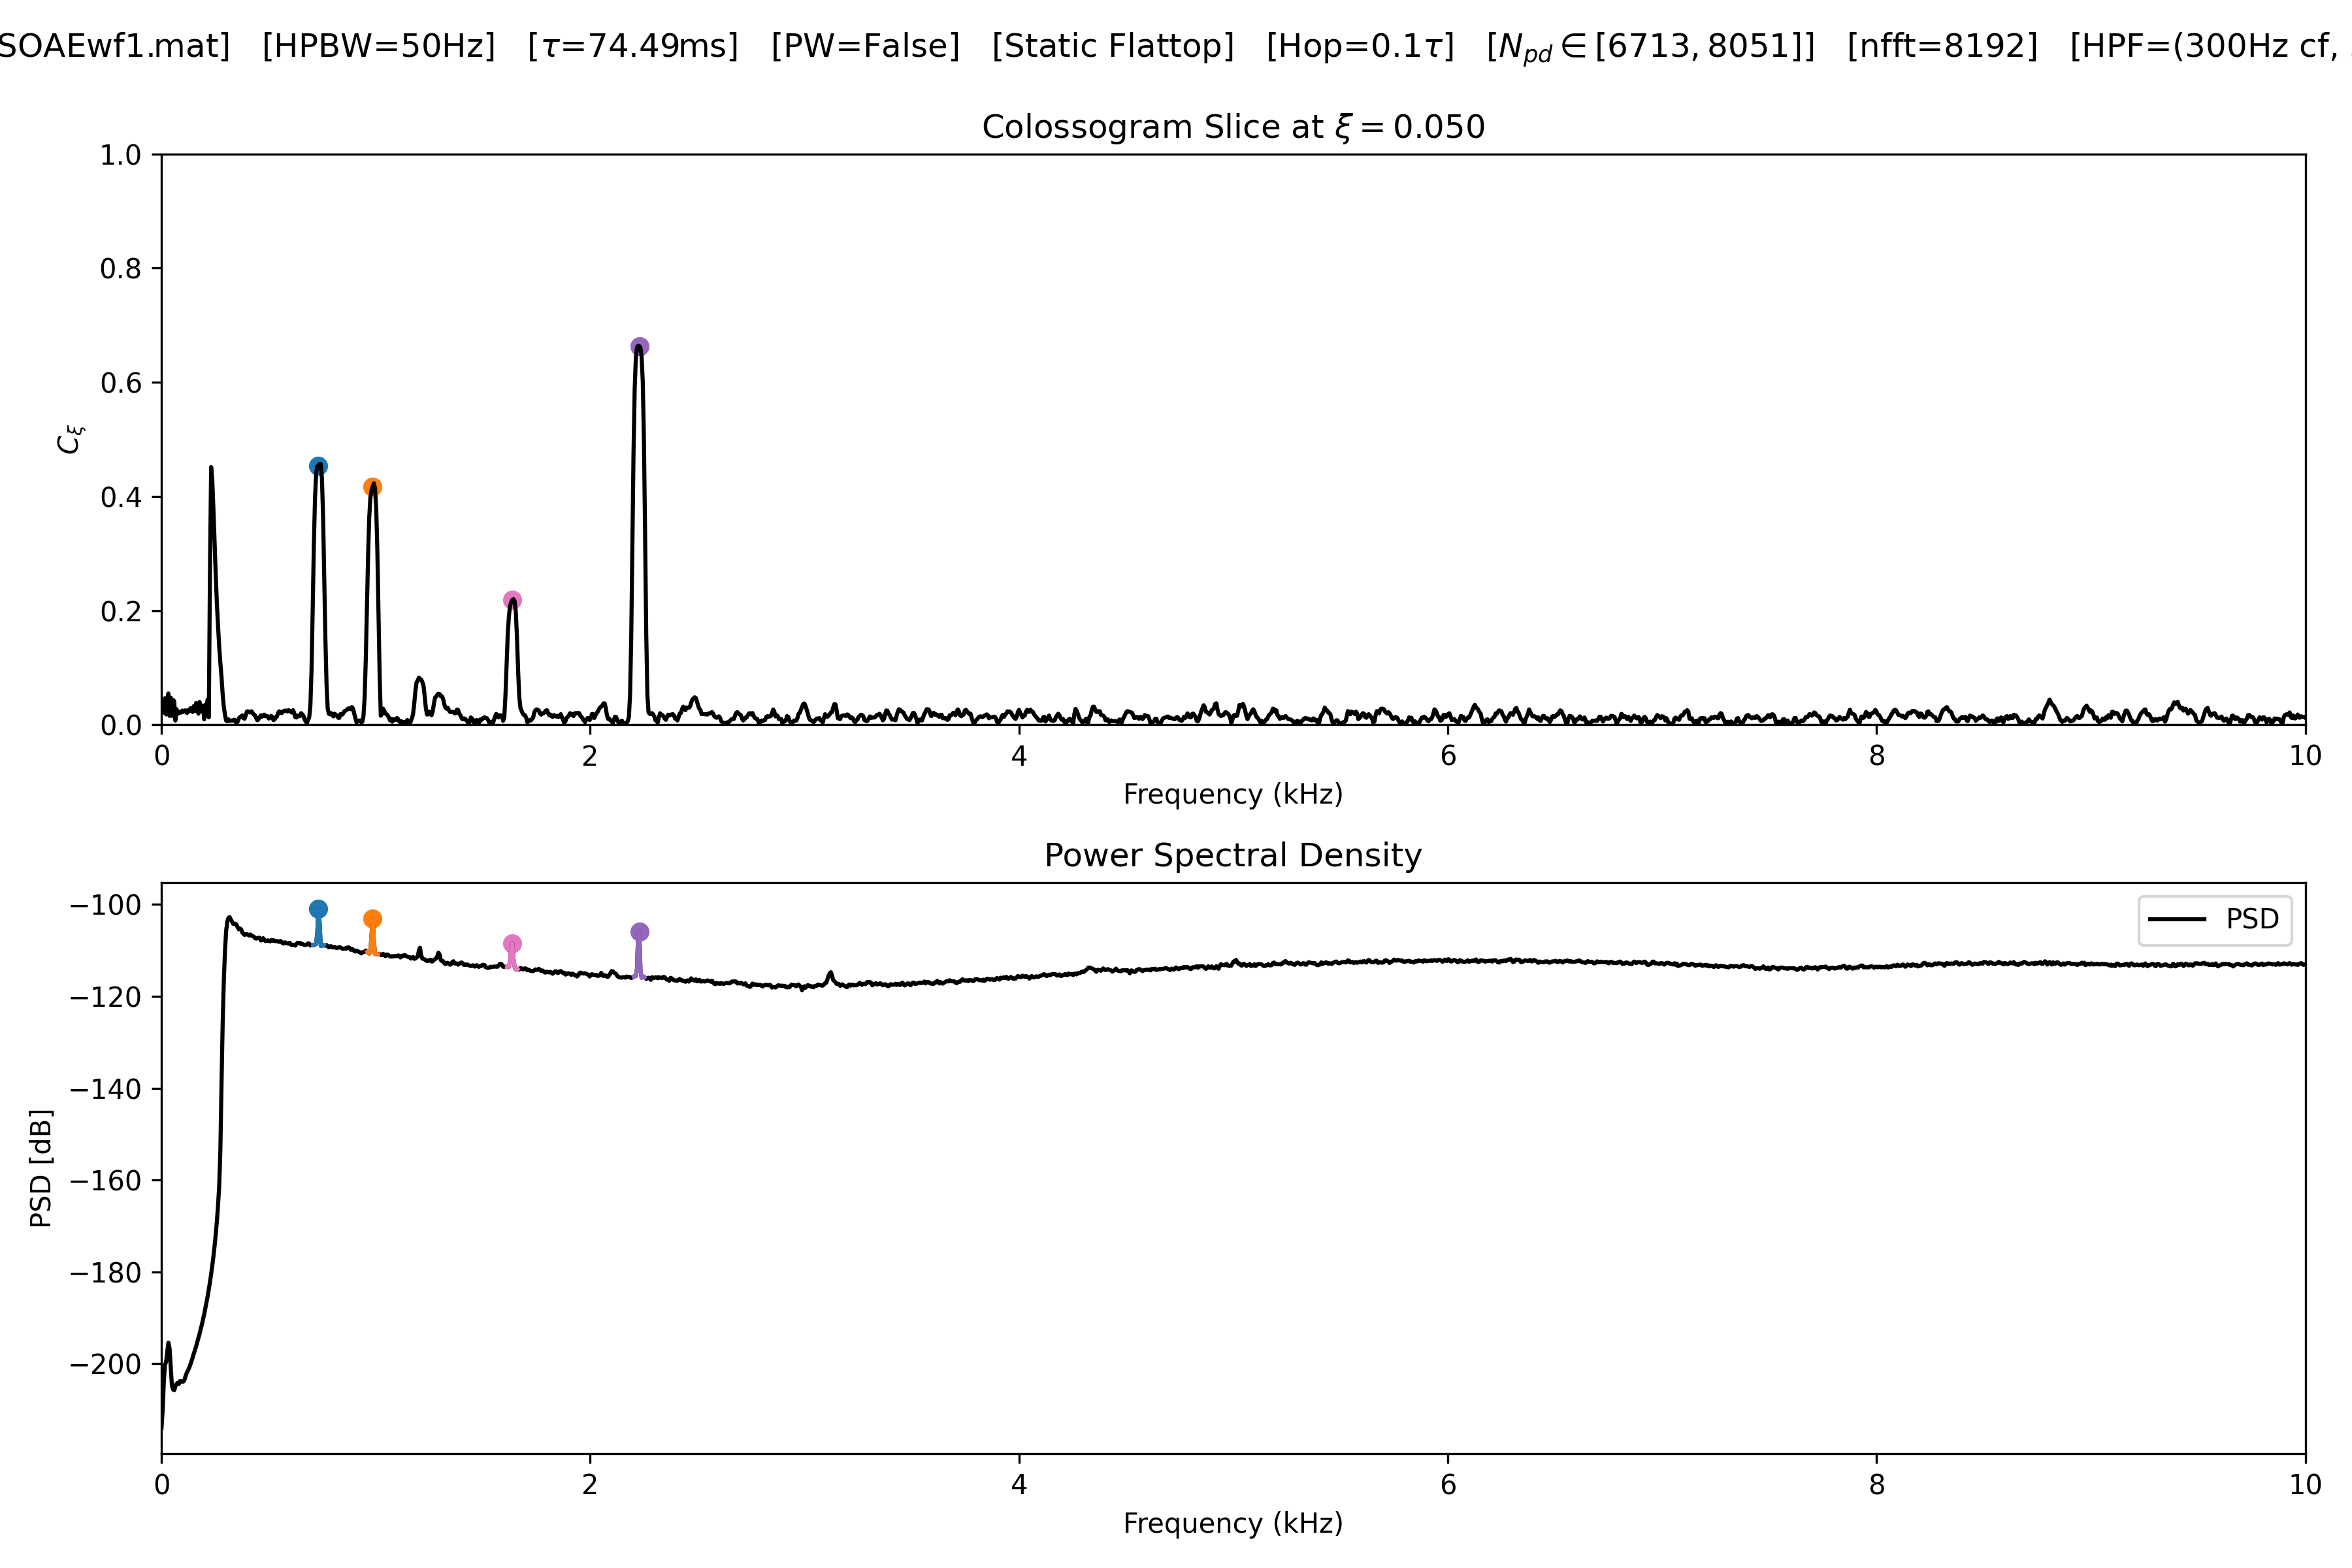 SOAEwf1.mat] [HPBW=50Hz] [τ=74.49ms] [PW=False] [Static Flattop] [Hop=0.1τ] [N_pd ∈ [6713, 8051]] [nfft=8192] [HPF=(300Hz cf,
Colossogram Slice at ξ = 0.050
1.0
0.8
0.6
0.4
0.2
0.0
C_ξ
0 2 4 6 8 10
Frequency (kHz)
Power Spectral Density
−100
−120
−140
−160
−180
−200
PSD [dB]
PSD
0 2 4 6 8 10
Frequency (kHz)